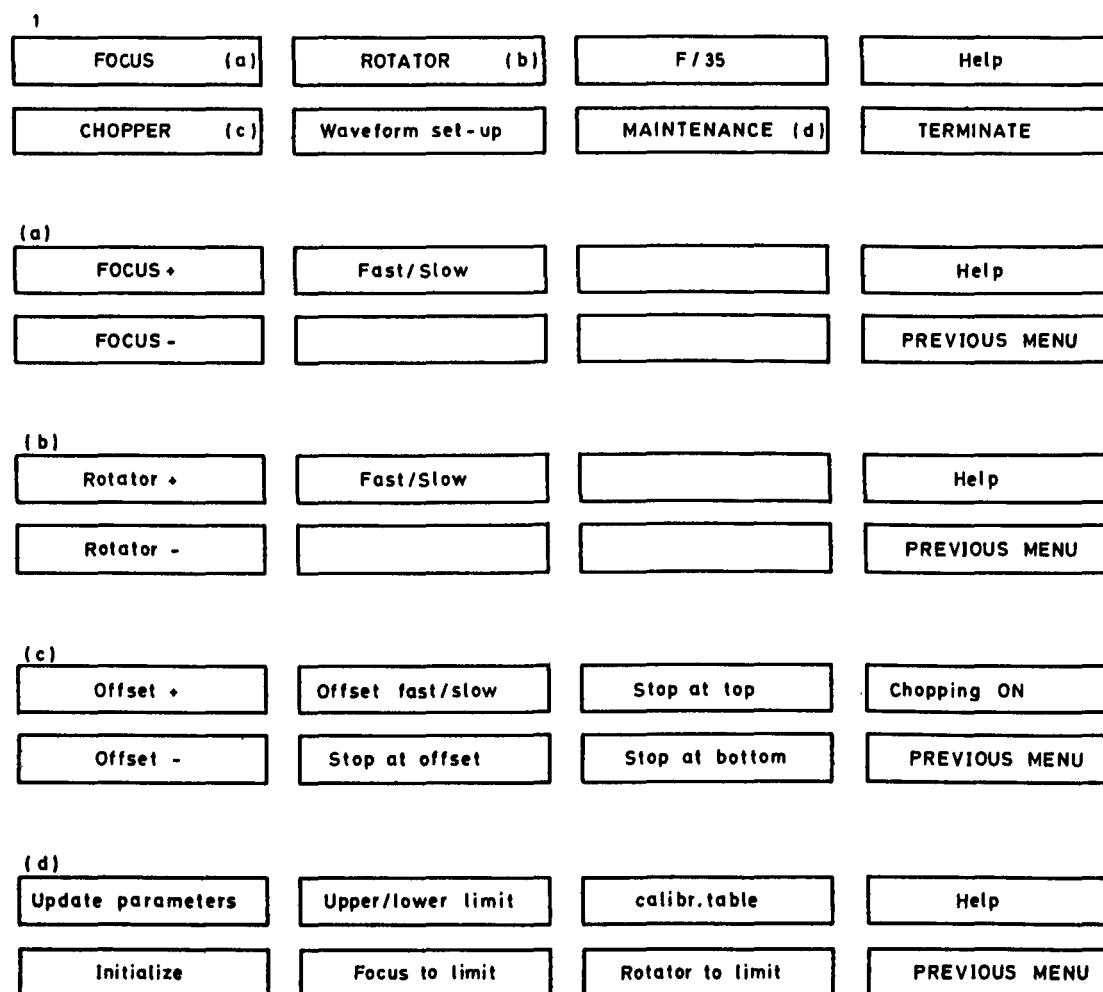 1
FOCUS (a) ROTATOR (b) F/35 Help
CHOPPER (c) Waveform set-up MAINTENANCE (d) TERMINATE
(a)
FOCUS + Fast/Slow Help
FOCUS - PREVIOUS MENU
(b)
Rotator + Fast/Slow Help
Rotator - PREVIOUS MENU
(c)
Offset + Offset fast/slow Stop at top Chopping ON
Offset - Stop at offset Stop at bottom PREVIOUS MENU
(d)
Update parameters Upper/lower limit calibr.table Help
Initialize Focus to limit Rotator to limit PREVIOUS MENU